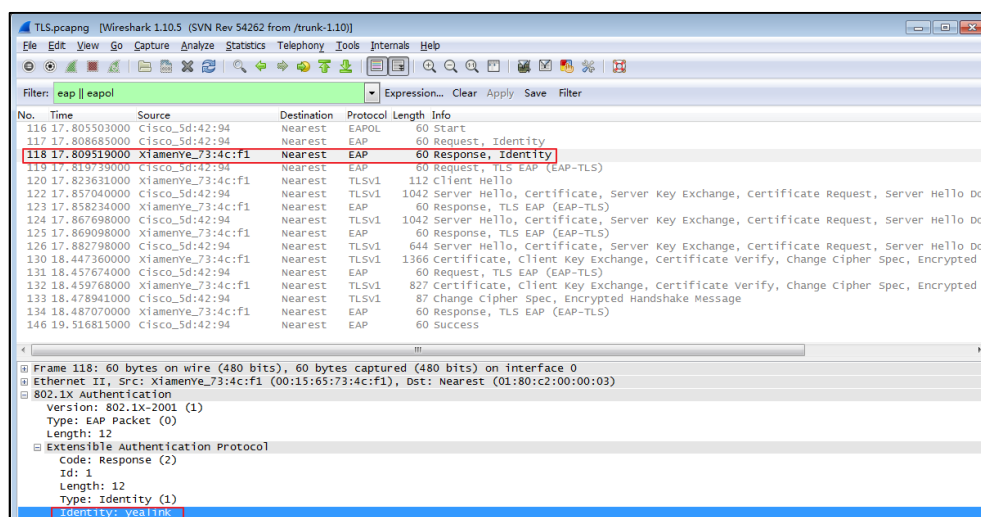 TLS.pcapng [Wireshark 1.10.5 (SVN Rev 54262 from /trunk-1.10)]
File Edit View Go Capture Analyze Statistics Telephony Tools Internals Help
Filter: eap || eapol Expression... Clear Apply Save Filter
No. Time Source Destination Protocol Length Info
116 17.805503000 Cisco_5d:42:94 Nearest EAPOL 60 Start
117 17.808685000 Cisco_5d:42:94 Nearest EAP 60 Request, Identity
118 17.809519000 XiamenYe_73:4c:f1 Nearest EAP 60 Response, Identity
119 17.819739000 Cisco_5d:42:94 Nearest EAP 60 Request, TLS EAP (EAP-TLS)
120 17.823631000 XiamenYe_73:4c:f1 Nearest TLSv1 112 Client Hello
122 17.857040000 Cisco_5d:42:94 Nearest TLSv1 1042 Server Hello, Certificate, Server Key Exchange, Certificate Request, Server Hello Do
123 17.858234000 XiamenYe_73:4c:f1 Nearest EAP 60 Response, TLS EAP (EAP-TLS)
124 17.867698000 Cisco_5d:42:94 Nearest TLSv1 1042 Server Hello, Certificate, Server Key Exchange, Certificate Request, Server Hello Do
125 17.869098000 XiamenYe_73:4c:f1 Nearest EAP 60 Response, TLS EAP (EAP-TLS)
126 17.882798000 Cisco_5d:42:94 Nearest TLSv1 644 Server Hello, Certificate, Server Key Exchange, Certificate Request, Server Hello Do
130 18.447360000 XiamenYe_73:4c:f1 Nearest TLSv1 1366 Certificate, Client Key Exchange, Certificate Verify, Change Cipher Spec, Encrypted
131 18.457674000 Cisco_5d:42:94 Nearest EAP 60 Request, TLS EAP (EAP-TLS)
132 18.459768000 XiamenYe_73:4c:f1 Nearest TLSv1 827 Certificate, Client Key Exchange, Certificate Verify, Change Cipher Spec, Encrypted
133 18.478941000 Cisco_5d:42:94 Nearest TLSv1 87 Change Cipher Spec, Encrypted Handshake Message
134 18.487070000 XiamenYe_73:4c:f1 Nearest EAP 60 Response, TLS EAP (EAP-TLS)
146 19.516815000 Cisco_5d:42:94 Nearest EAP 60 Success
Frame 118: 60 bytes on wire (480 bits), 60 bytes captured (480 bits) on interface 0
Ethernet II, Src: XiamenYe_73:4c:f1 (00:15:65:73:4c:f1), Dst: Nearest (01:80:c2:00:00:03)
802.1X Authentication
Version: 802.1X-2001 (1)
Type: EAP Packet (0)
Length: 12
Extensible Authentication Protocol
Code: Response (2)
Id: 1
Length: 12
Type: Identity (1)
Identity: yealink